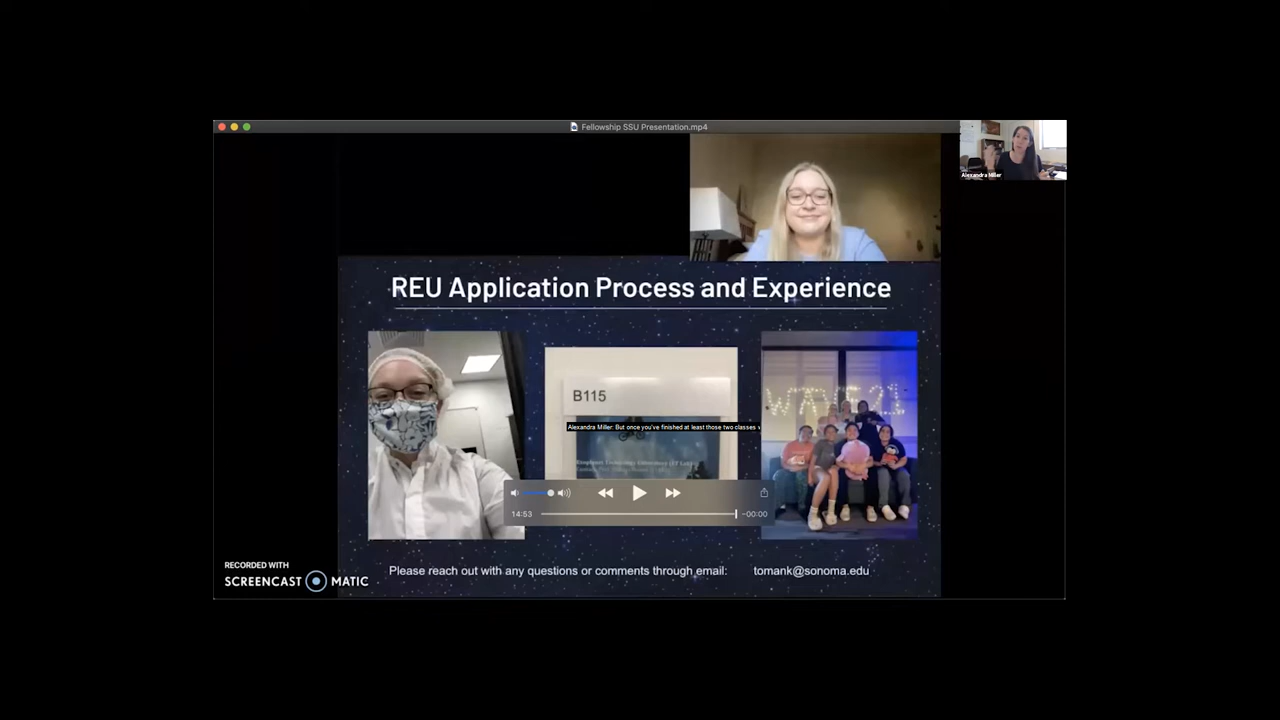 Fellowship SSU Presentation.mp4
Alexandra Miller
REU Application Process and Experience
B115
WAVE 21
Alexandra Miller: But once you've finished at least those two classes
14:53
-00:00
RECORDED WITH
SCREENCAST MATIC
Please reach out with any questions or comments through email: tomank@sonoma.edu